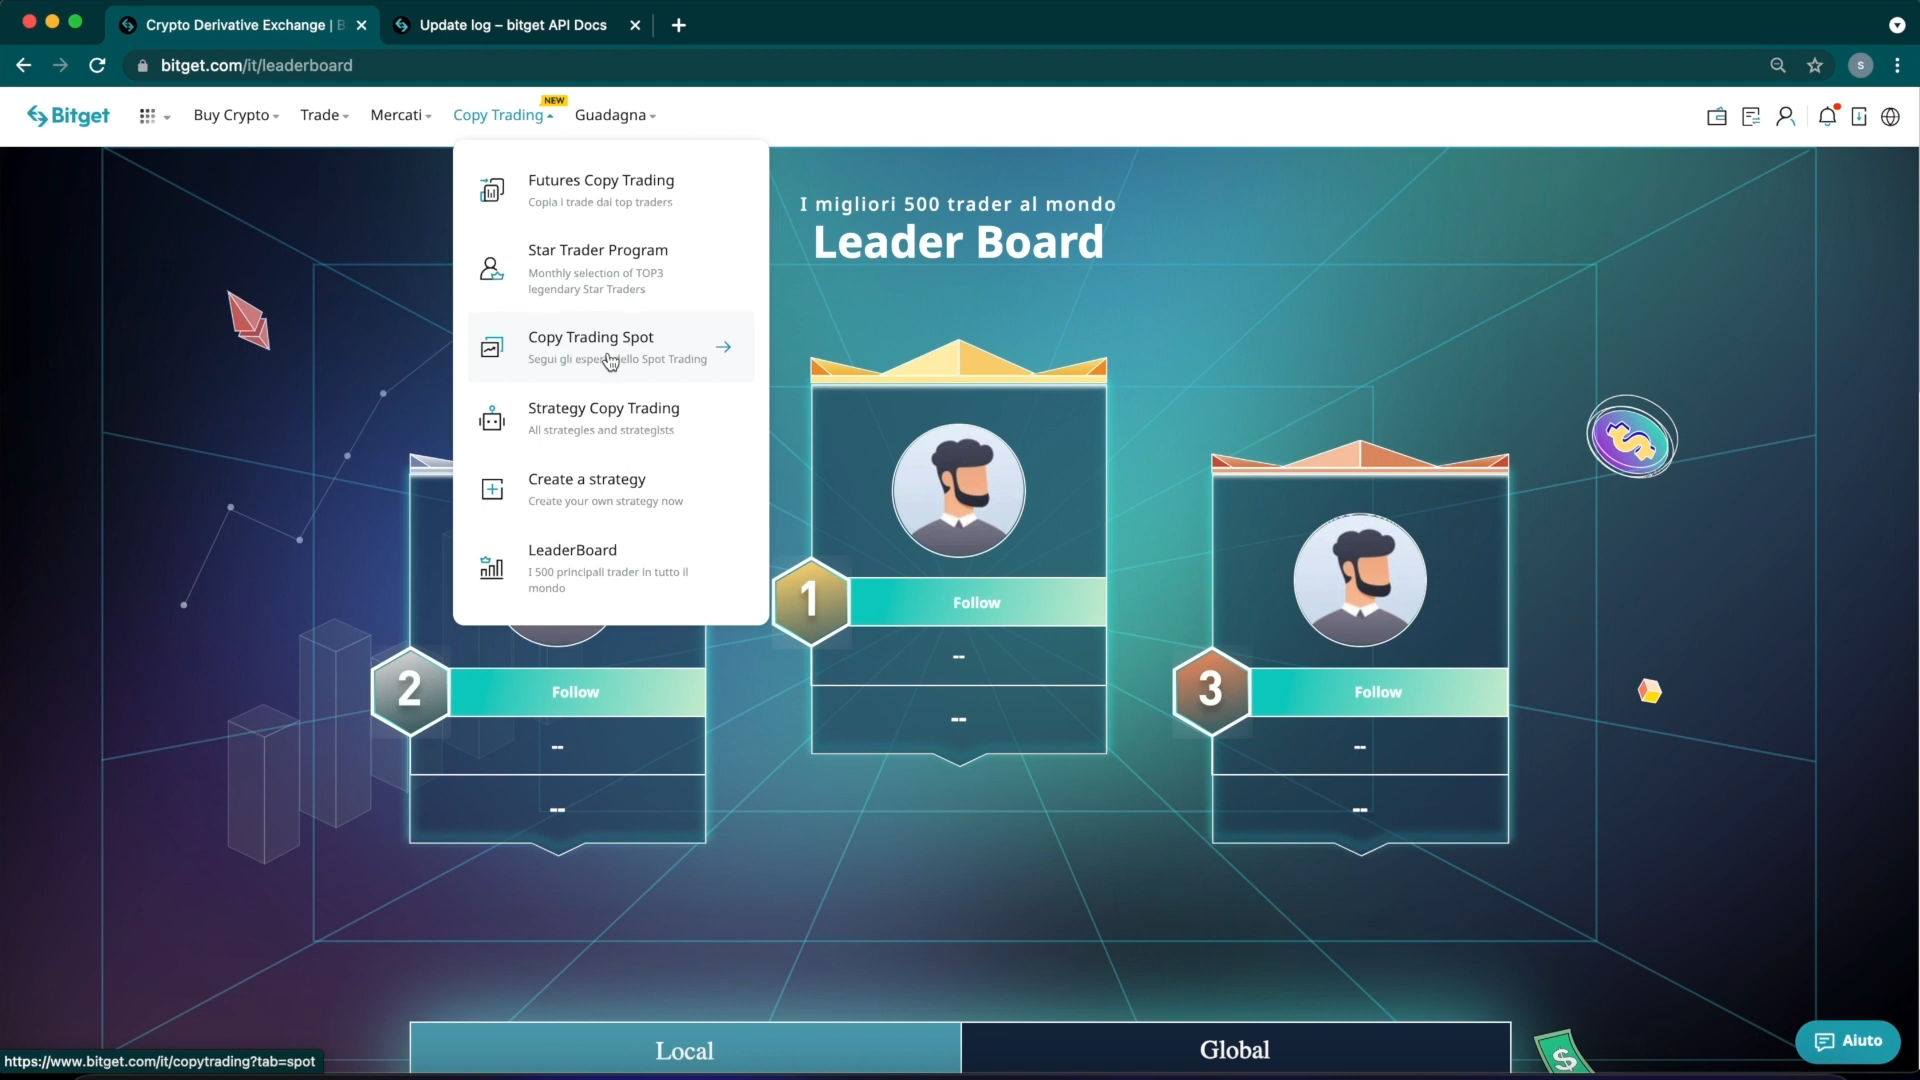 Crypto Derivative Exchange | B
Update log – bitget API Docs
bitget.com/it/leaderboard
S
Bitget
Buy Crypto
Trade
Mercati
Copy Trading
NEW
Guadagna
Futures Copy Trading
Copia i trade dai top traders
Star Trader Program
Monthly selection of TOP3
legendary Star Traders
Copy Trading Spot
Segui gli esper ello Spot Trading
Strategy Copy Trading
All strategies and strategists
Create a strategy
Create your own strategy now
LeaderBoard
I 500 principali trader in tutto il
mondo
I migliori 500 trader al mondo
Leader Board
1
Follow
--
--
2
Follow
--
--
3
Follow
--
--
Local
Global
Aiuto
https://www.bitget.com/it/copytrading?tab=spot